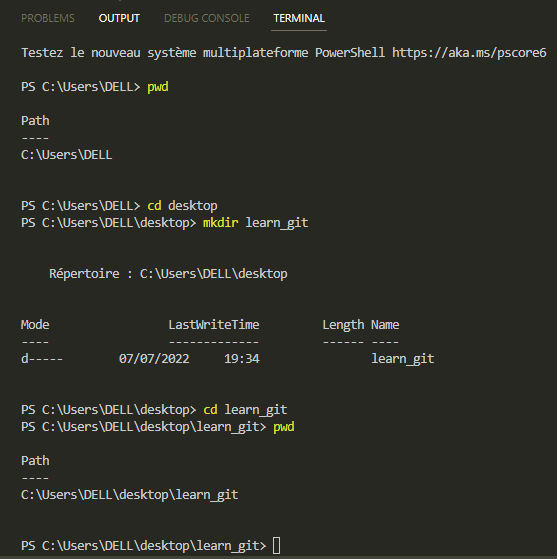 PROBLEMS OUTPUT DEBUG CONSOLE TERMINAL
Testez le nouveau système multiplateforme PowerShell https://aka.ms/pscore6
PS C:\Users\DELL> pwd
Path
----
C:\Users\DELL
PS C:\Users\DELL> cd desktop
PS C:\Users\DELL\desktop> mkdir learn_git
Répertoire : C:\Users\DELL\desktop
Mode LastWriteTime Length Name
---- ------------- ------ ----
d----- 07/07/2022 19:34 learn_git
PS C:\Users\DELL\desktop> cd learn_git
PS C:\Users\DELL\desktop\learn_git> pwd
Path
----
C:\Users\DELL\desktop\learn_git
PS C:\Users\DELL\desktop\learn_git>